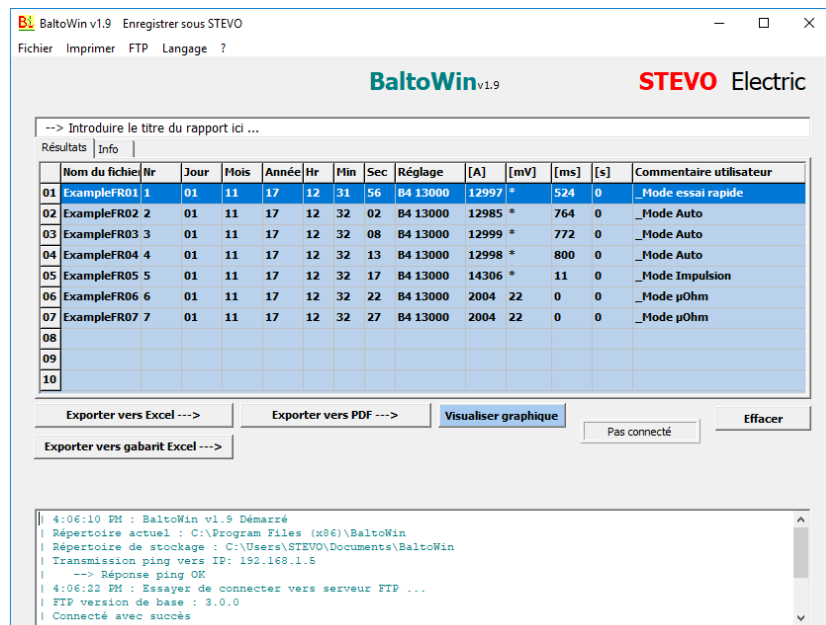 BaltoWin v1.9 Enregistrer sous STEVO
Fichier Imprimer FTP Langage ?
BaltoWin v1.9 STEVO Electric
--> Introduire le titre du rapport ici ...
Résultats Info
Nom du fichier Nr Jour Mois Année Hr Min Sec Réglage [A] [mV] [ms] [s] Commentaire utilisateur
01 ExampleFR01 1 01 11 17 12 31 56 B4 13000 12997 * 524 0 _Mode essai rapide
02 ExampleFR02 2 01 11 17 12 32 02 B4 13000 12985 * 764 0 _Mode Auto
03 ExampleFR03 3 01 11 17 12 32 08 B4 13000 12999 * 772 0 _Mode Auto
04 ExampleFR04 4 01 11 17 12 32 13 B4 13000 12998 * 800 0 _Mode Auto
05 ExampleFR05 5 01 11 17 12 32 17 B4 13000 14306 * 11 0 _Mode Impulsion
06 ExampleFR06 6 01 11 17 12 32 22 B4 13000 2004 22 0 0 _Mode µOhm
07 ExampleFR07 7 01 11 17 12 32 27 B4 13000 2004 22 0 0 _Mode µOhm
08
09
10
Exporter vers Excel ---> Exporter vers PDF ---> Visualiser graphique Effacer
Pas connecté
Exporter vers gabarit Excel --->
| 4:06:10 PM : BaltoWin v1.9 Démarré
| Répertoire actuel : C:\Program Files (x86)\BaltoWin
| Répertoire de stockage : C:\Users\STEVO\Documents\BaltoWin
| Transmission ping vers IP: 192.168.1.5
| --> Réponse ping OK
| 4:06:22 PM : Essayer de connecter vers serveur FTP ...
| FTP version de base : 3.0.0
| Connecté avec succès